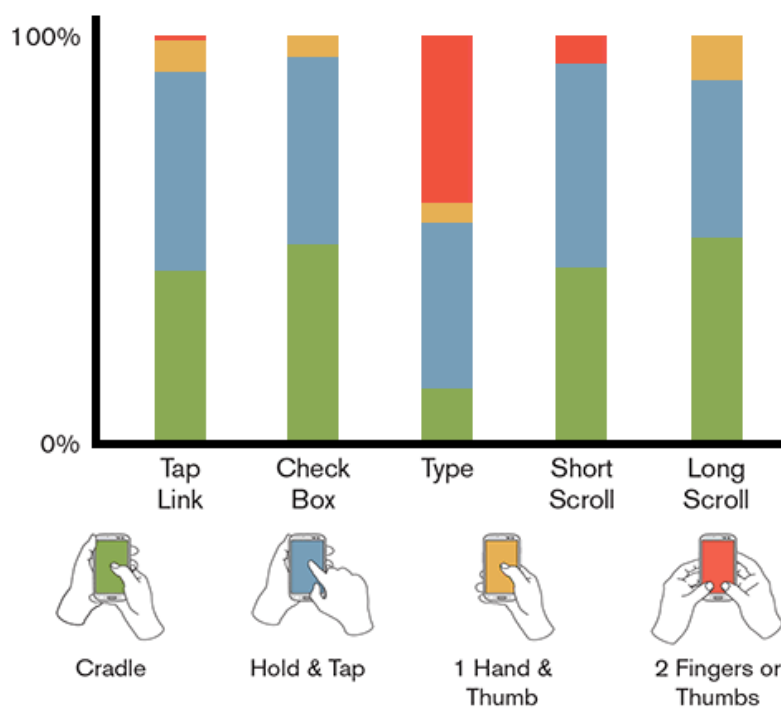 100%
0%
Tap
Link
Check
Box
Type
Short
Scroll
Long
Scroll
Cradle
Hold & Tap
1 Hand &
Thumb
2 Fingers or
Thumbs